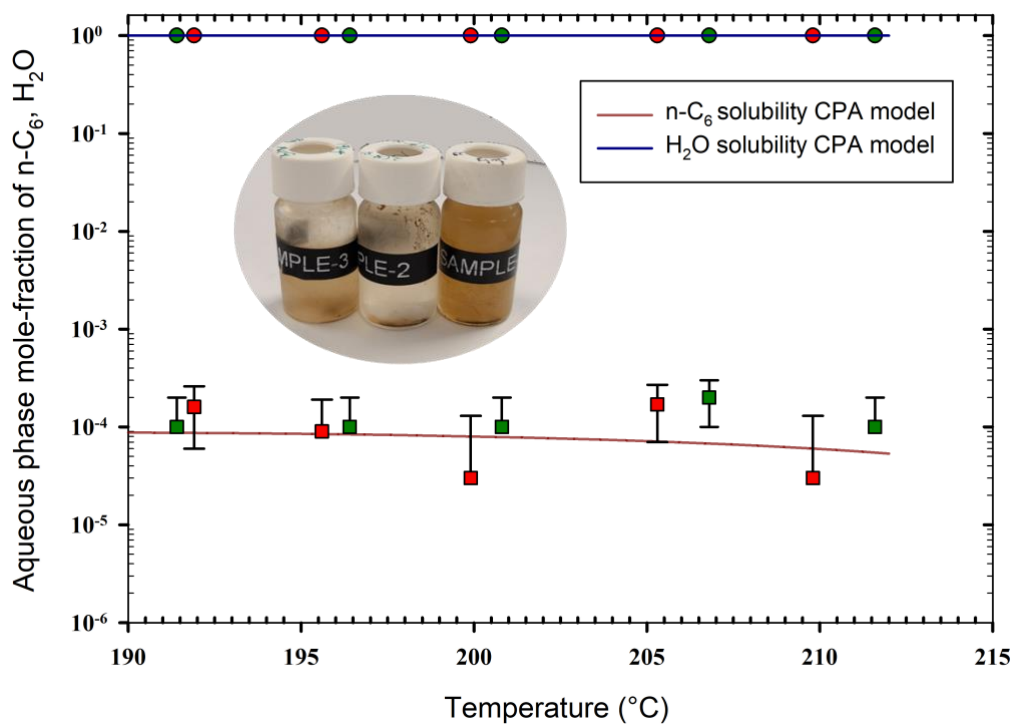 Aqueous phase mole-fraction of n-C₆, H₂O
10⁰
10⁻¹
10⁻²
10⁻³
10⁻⁴
10⁻⁵
10⁻⁶
n-C₆ solubility CPA model
H₂O solubility CPA model
MPLE-3
PLE-2
SAMPLE
190
195
200
205
210
215
Temperature (°C)